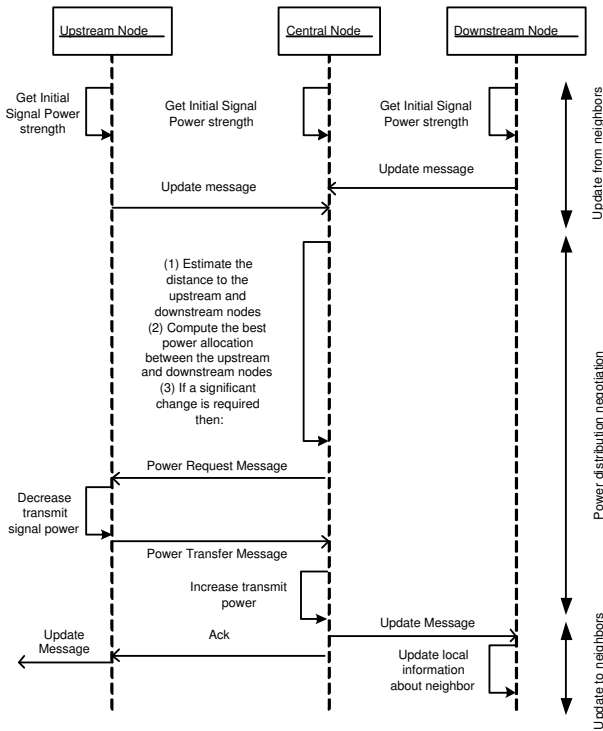 Upstream Node
Central Node
Downstream Node
Get Initial
Signal Power
strength
Get Initial Signal
Power strength
Get Initial Signal
Power strength
Update from neighbors
Update message
Update message
(1) Estimate the
distance to the
upstream and
downstream nodes
(2) Compute the best
power allocation
between the upstream
and downstream nodes
(3) If a significant
change is required
then:
Power distribution negotiation
Power Request Message
Decrease
transmit
signal power
Power Transfer Message
Increase transmit
power
Update
Message
Ack
Update Message
Update local
information
about neighbor
Update to neighbors